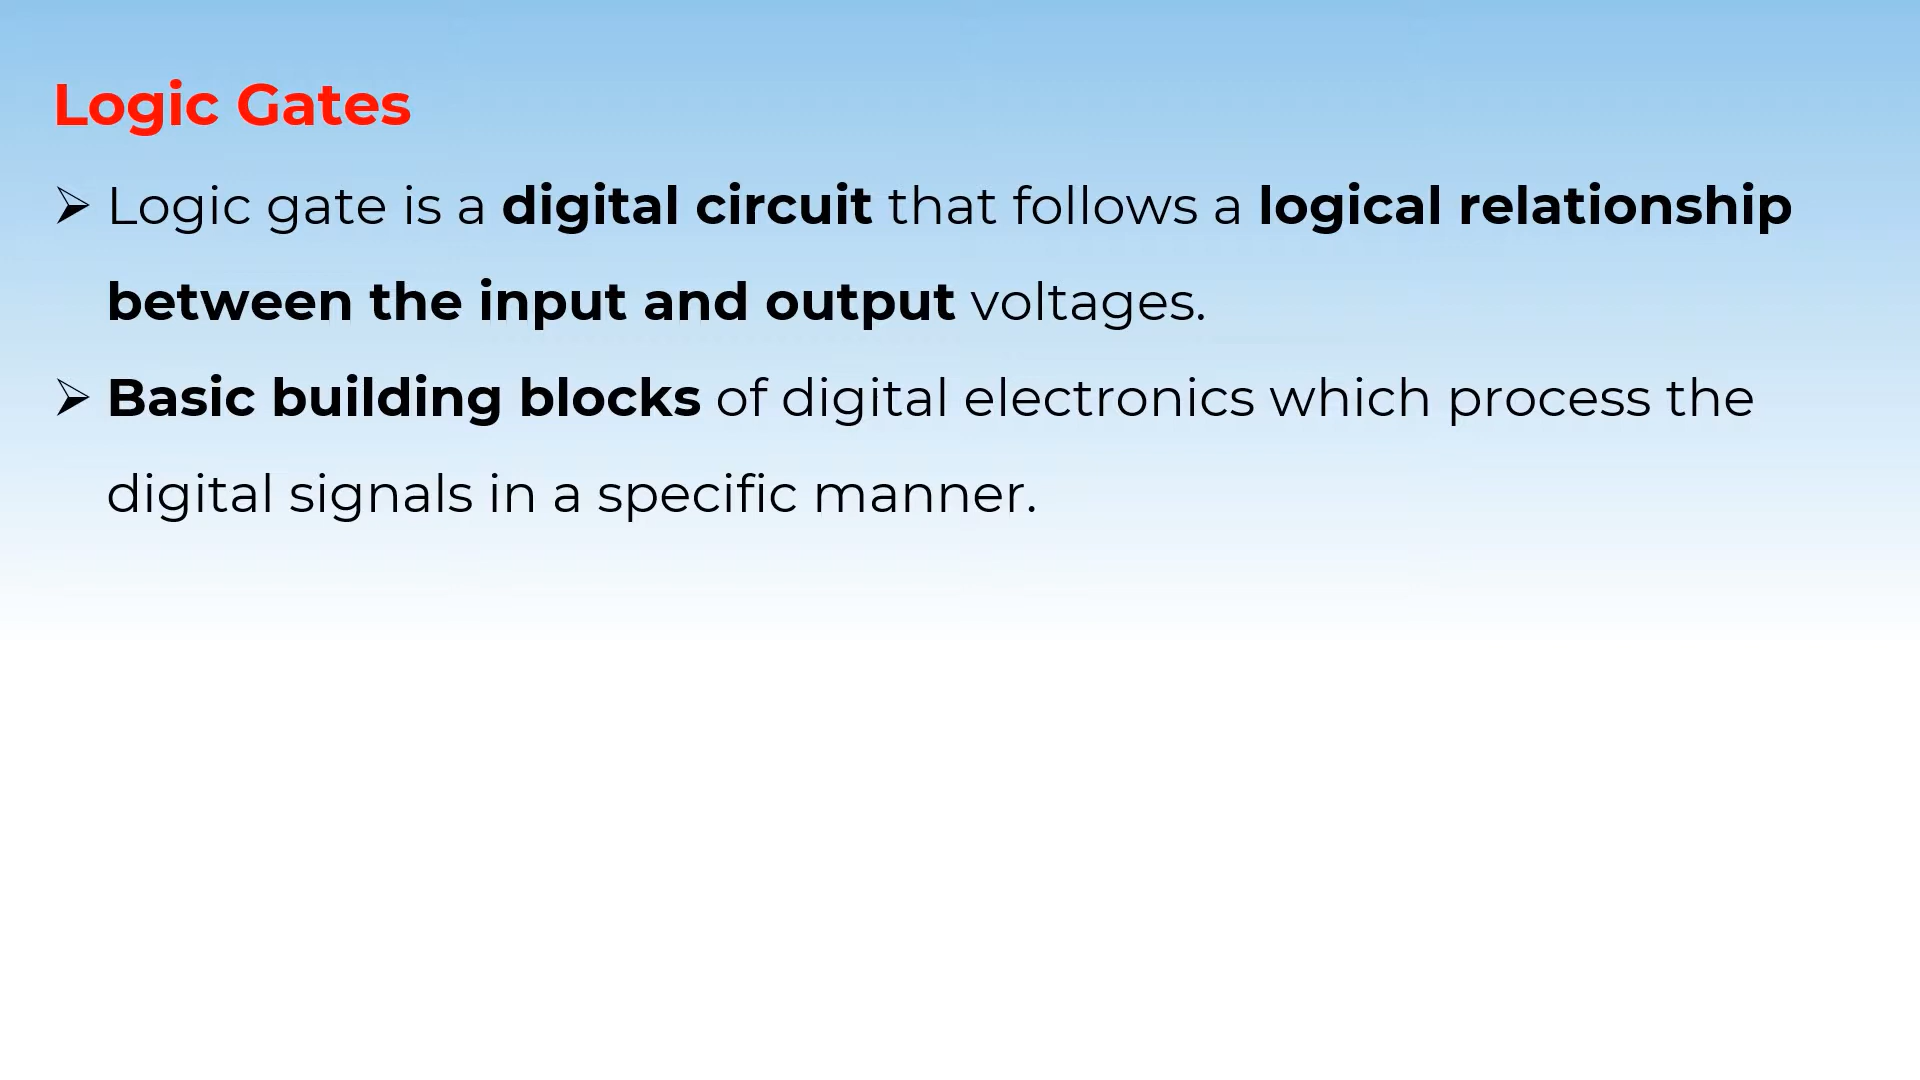 Logic Gates
➢ Logic gate is a digital circuit that follows a logical relationship
between the input and output voltages.
➢ Basic building blocks of digital electronics which process the
digital signals in a specific manner.